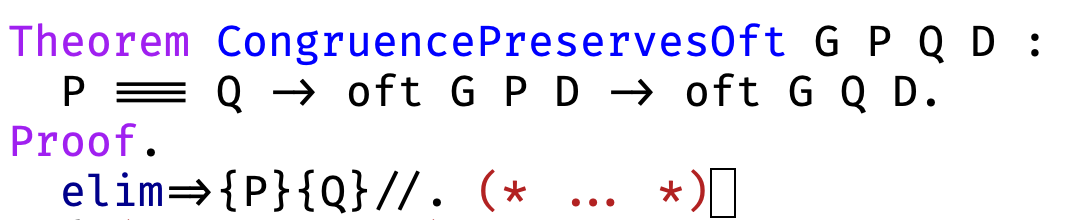 Theorem CongruencePreservesOft G P Q D :
P ≡≡ Q → oft G P D → oft G Q D.
Proof.
elim⇒{P}{Q}//. (* ... *)